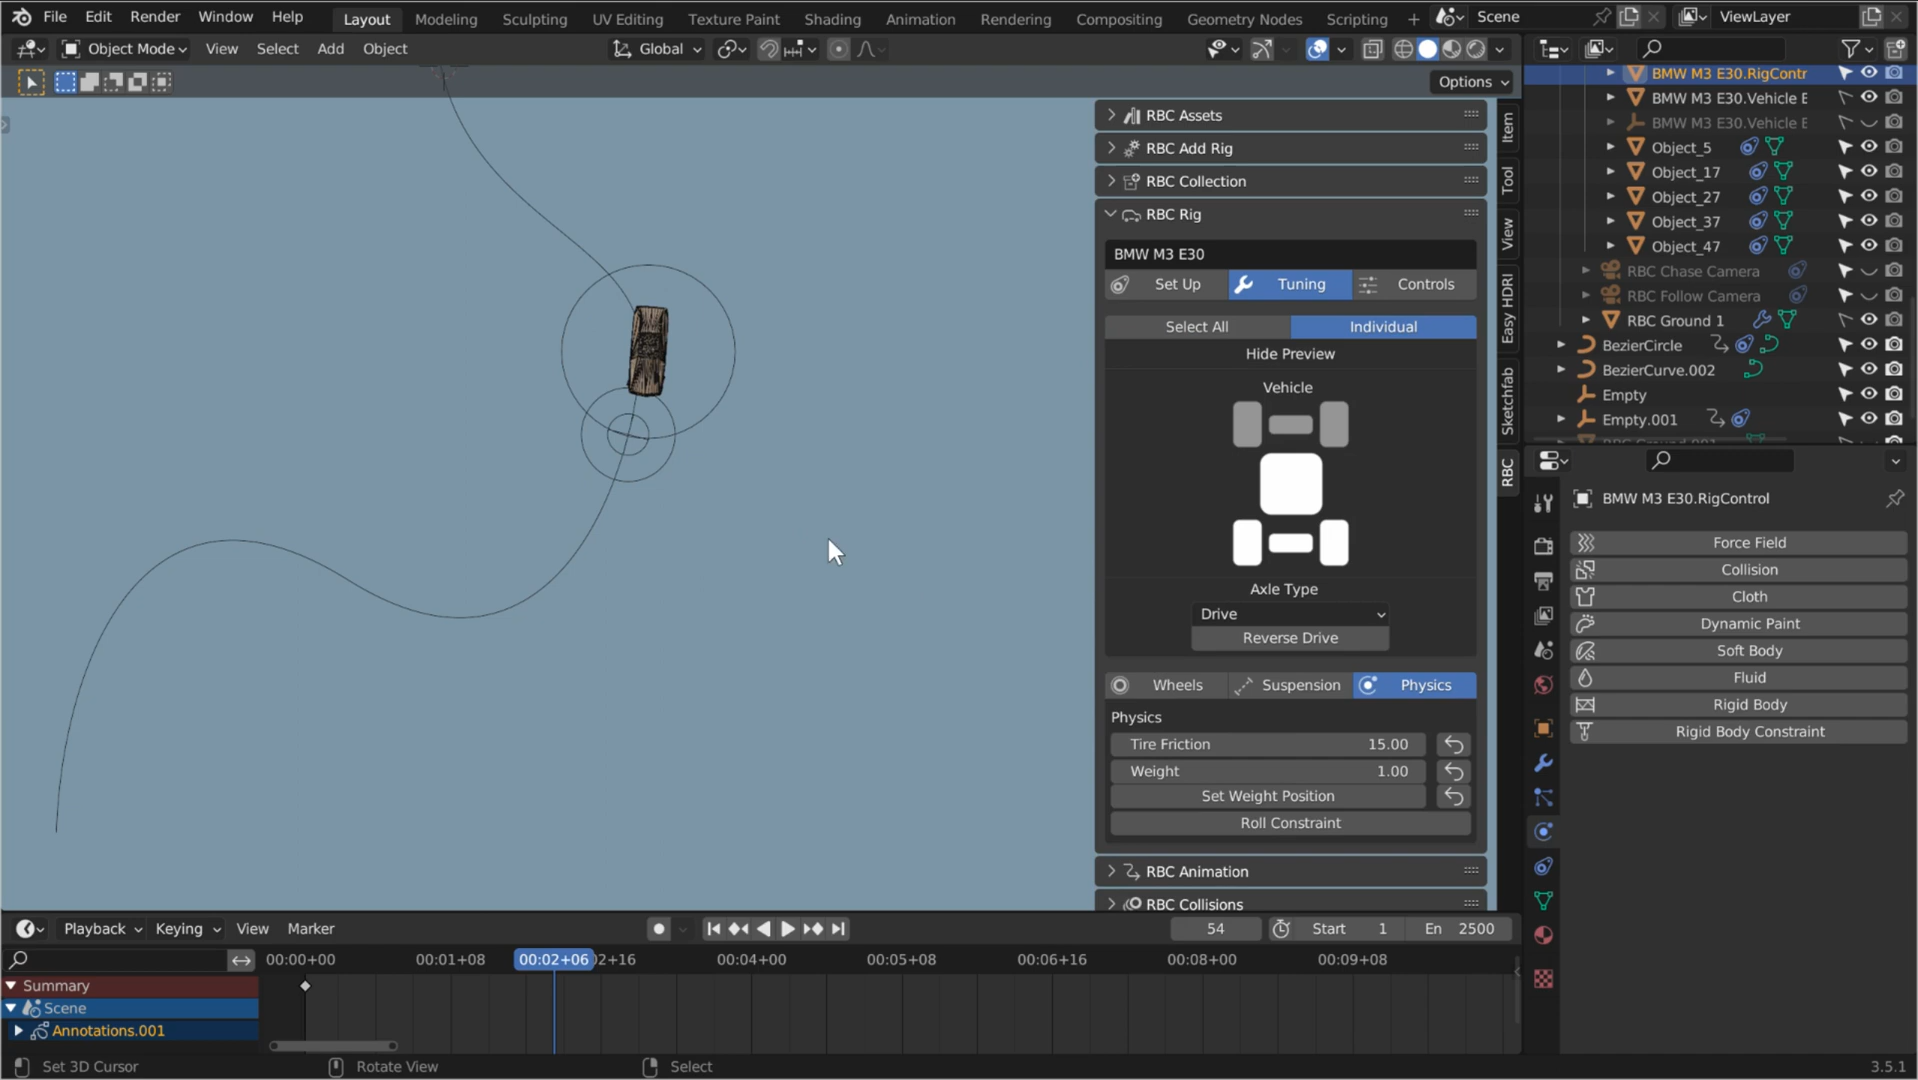 File Edit Render Window Help Layout Modeling Sculpting UV Editing Texture Paint Shading Animation Rendering Compositing Geometry Nodes Scripting + Scene ViewLayer
Object Mode View Select Add Object Global
Options
RBC Assets
RBC Add Rig
RBC Collection
RBC Rig
BMW M3 E30
Set Up Tuning Controls
Select All Individual
Hide Preview
Vehicle
Axle Type
Drive
Reverse Drive
Wheels Suspension Physics
Physics
Tire Friction 15.00
Weight 1.00
Set Weight Position
Roll Constraint
RBC Animation
RBC Collisions
Item
Tool
View
Easy HDRI
Sketchfab
RBC
BMW M3 E30.RigContr
BMW M3 E30.Vehicle E
BMW M3 E30.Vehicle E
Object_5
Object_17
Object_27
Object_37
Object_47
RBC Chase Camera
RBC Follow Camera
RBC Ground 1
BezierCircle
BezierCurve.002
Empty
Empty.001
BMW M3 E30.RigControl
Force Field
Collision
Cloth
Dynamic Paint
Soft Body
Fluid
Rigid Body
Rigid Body Constraint
Playback Keying View Marker 54 Start 1 En 2500
00:00+00 00:01+08 00:02+06 2+16 00:04+00 00:05+08 00:06+16 00:08+00 00:09+08
Summary
Scene
Annotations.001
Set 3D Cursor Rotate View Select 3.5.1